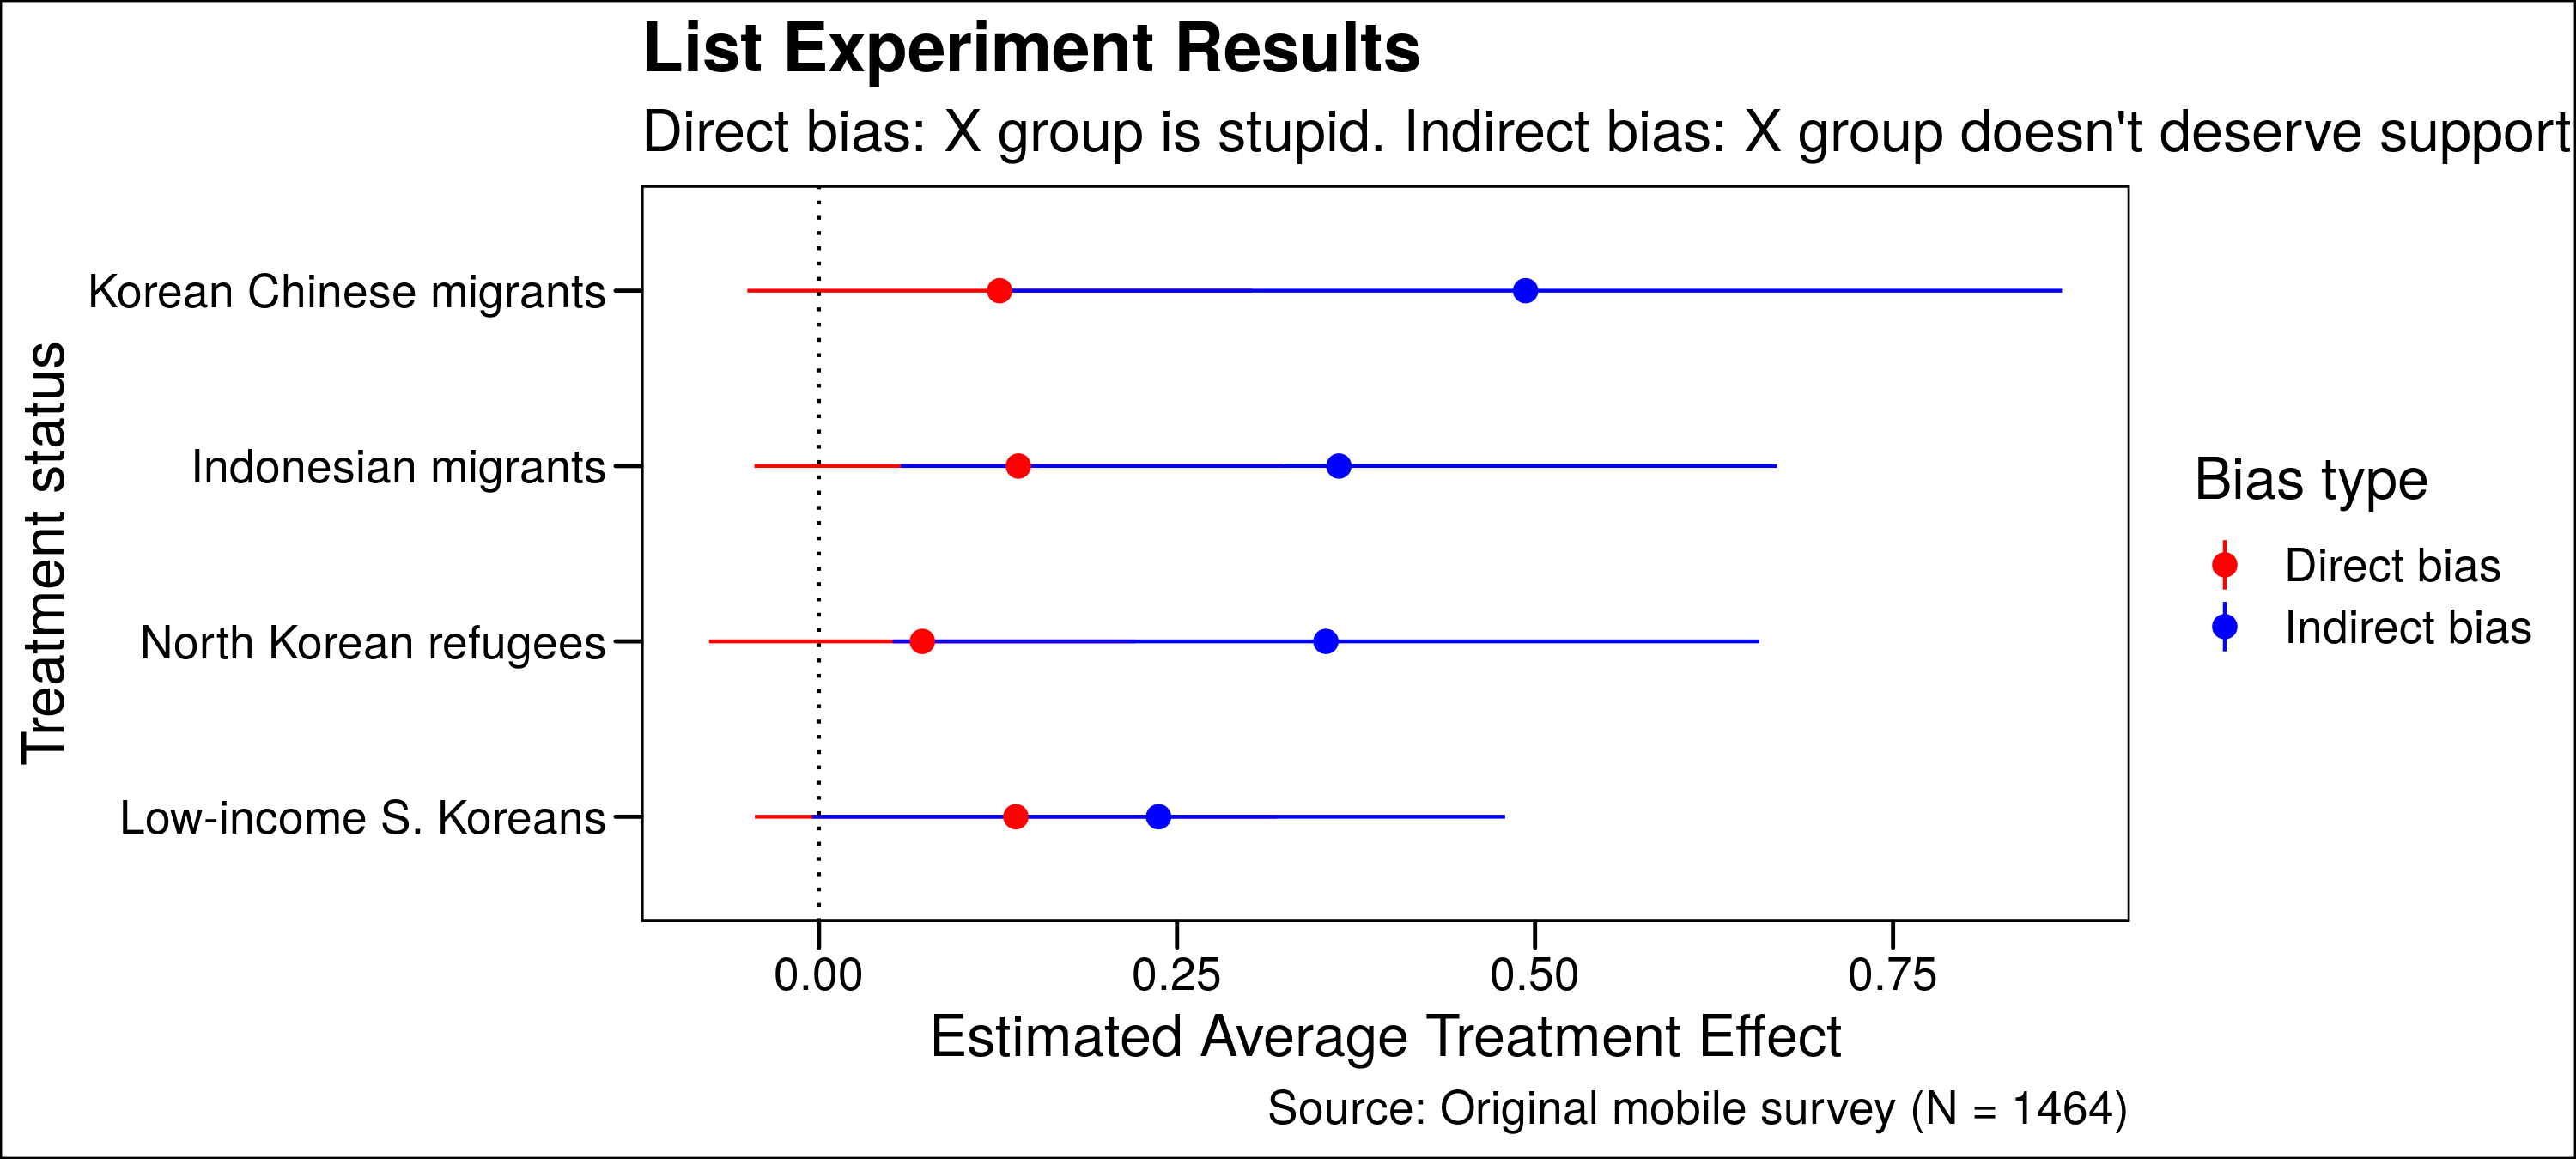 List Experiment Results
Direct bias: X group is stupid. Indirect bias: X group doesn't deserve support
Treatment status
Korean Chinese migrants
Indonesian migrants
North Korean refugees
Low-income S. Koreans
0.00
0.25
0.50
0.75
Estimated Average Treatment Effect
Source: Original mobile survey (N = 1464)
Bias type
Direct bias
Indirect bias